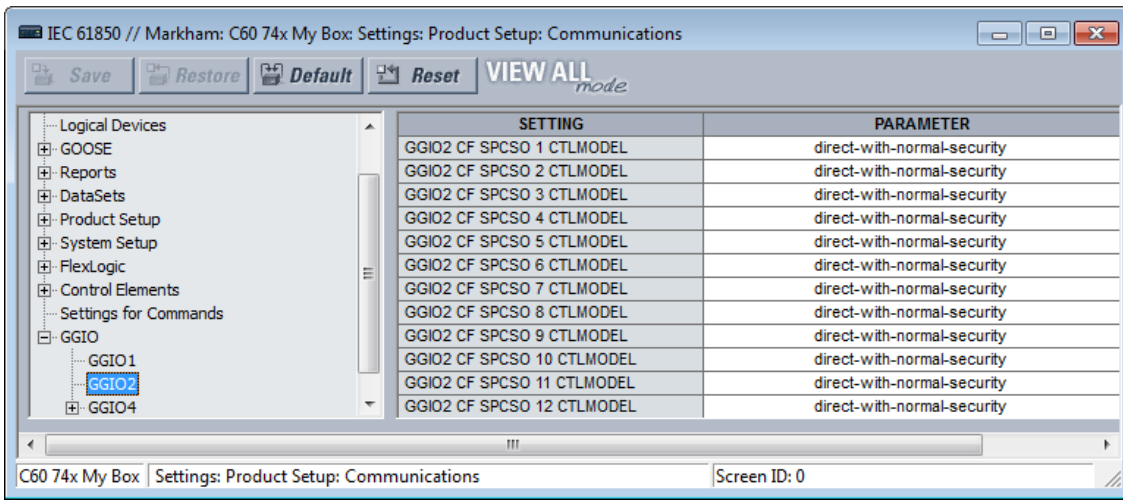 IEC 61850 // Markham: C60 74x My Box: Settings: Product Setup: Communications
Save Restore Default Reset VIEW ALL mode
Logical Devices
GOOSE
Reports
DataSets
Product Setup
System Setup
FlexLogic
Control Elements
Settings for Commands
GGIO
GGIO1
GGIO2
GGIO4
SETTING PARAMETER
GGIO2 CF SPCSO 1 CTLMODEL direct-with-normal-security
GGIO2 CF SPCSO 2 CTLMODEL direct-with-normal-security
GGIO2 CF SPCSO 3 CTLMODEL direct-with-normal-security
GGIO2 CF SPCSO 4 CTLMODEL direct-with-normal-security
GGIO2 CF SPCSO 5 CTLMODEL direct-with-normal-security
GGIO2 CF SPCSO 6 CTLMODEL direct-with-normal-security
GGIO2 CF SPCSO 7 CTLMODEL direct-with-normal-security
GGIO2 CF SPCSO 8 CTLMODEL direct-with-normal-security
GGIO2 CF SPCSO 9 CTLMODEL direct-with-normal-security
GGIO2 CF SPCSO 10 CTLMODEL direct-with-normal-security
GGIO2 CF SPCSO 11 CTLMODEL direct-with-normal-security
GGIO2 CF SPCSO 12 CTLMODEL direct-with-normal-security
C60 74x My Box Settings: Product Setup: Communications Screen ID: 0